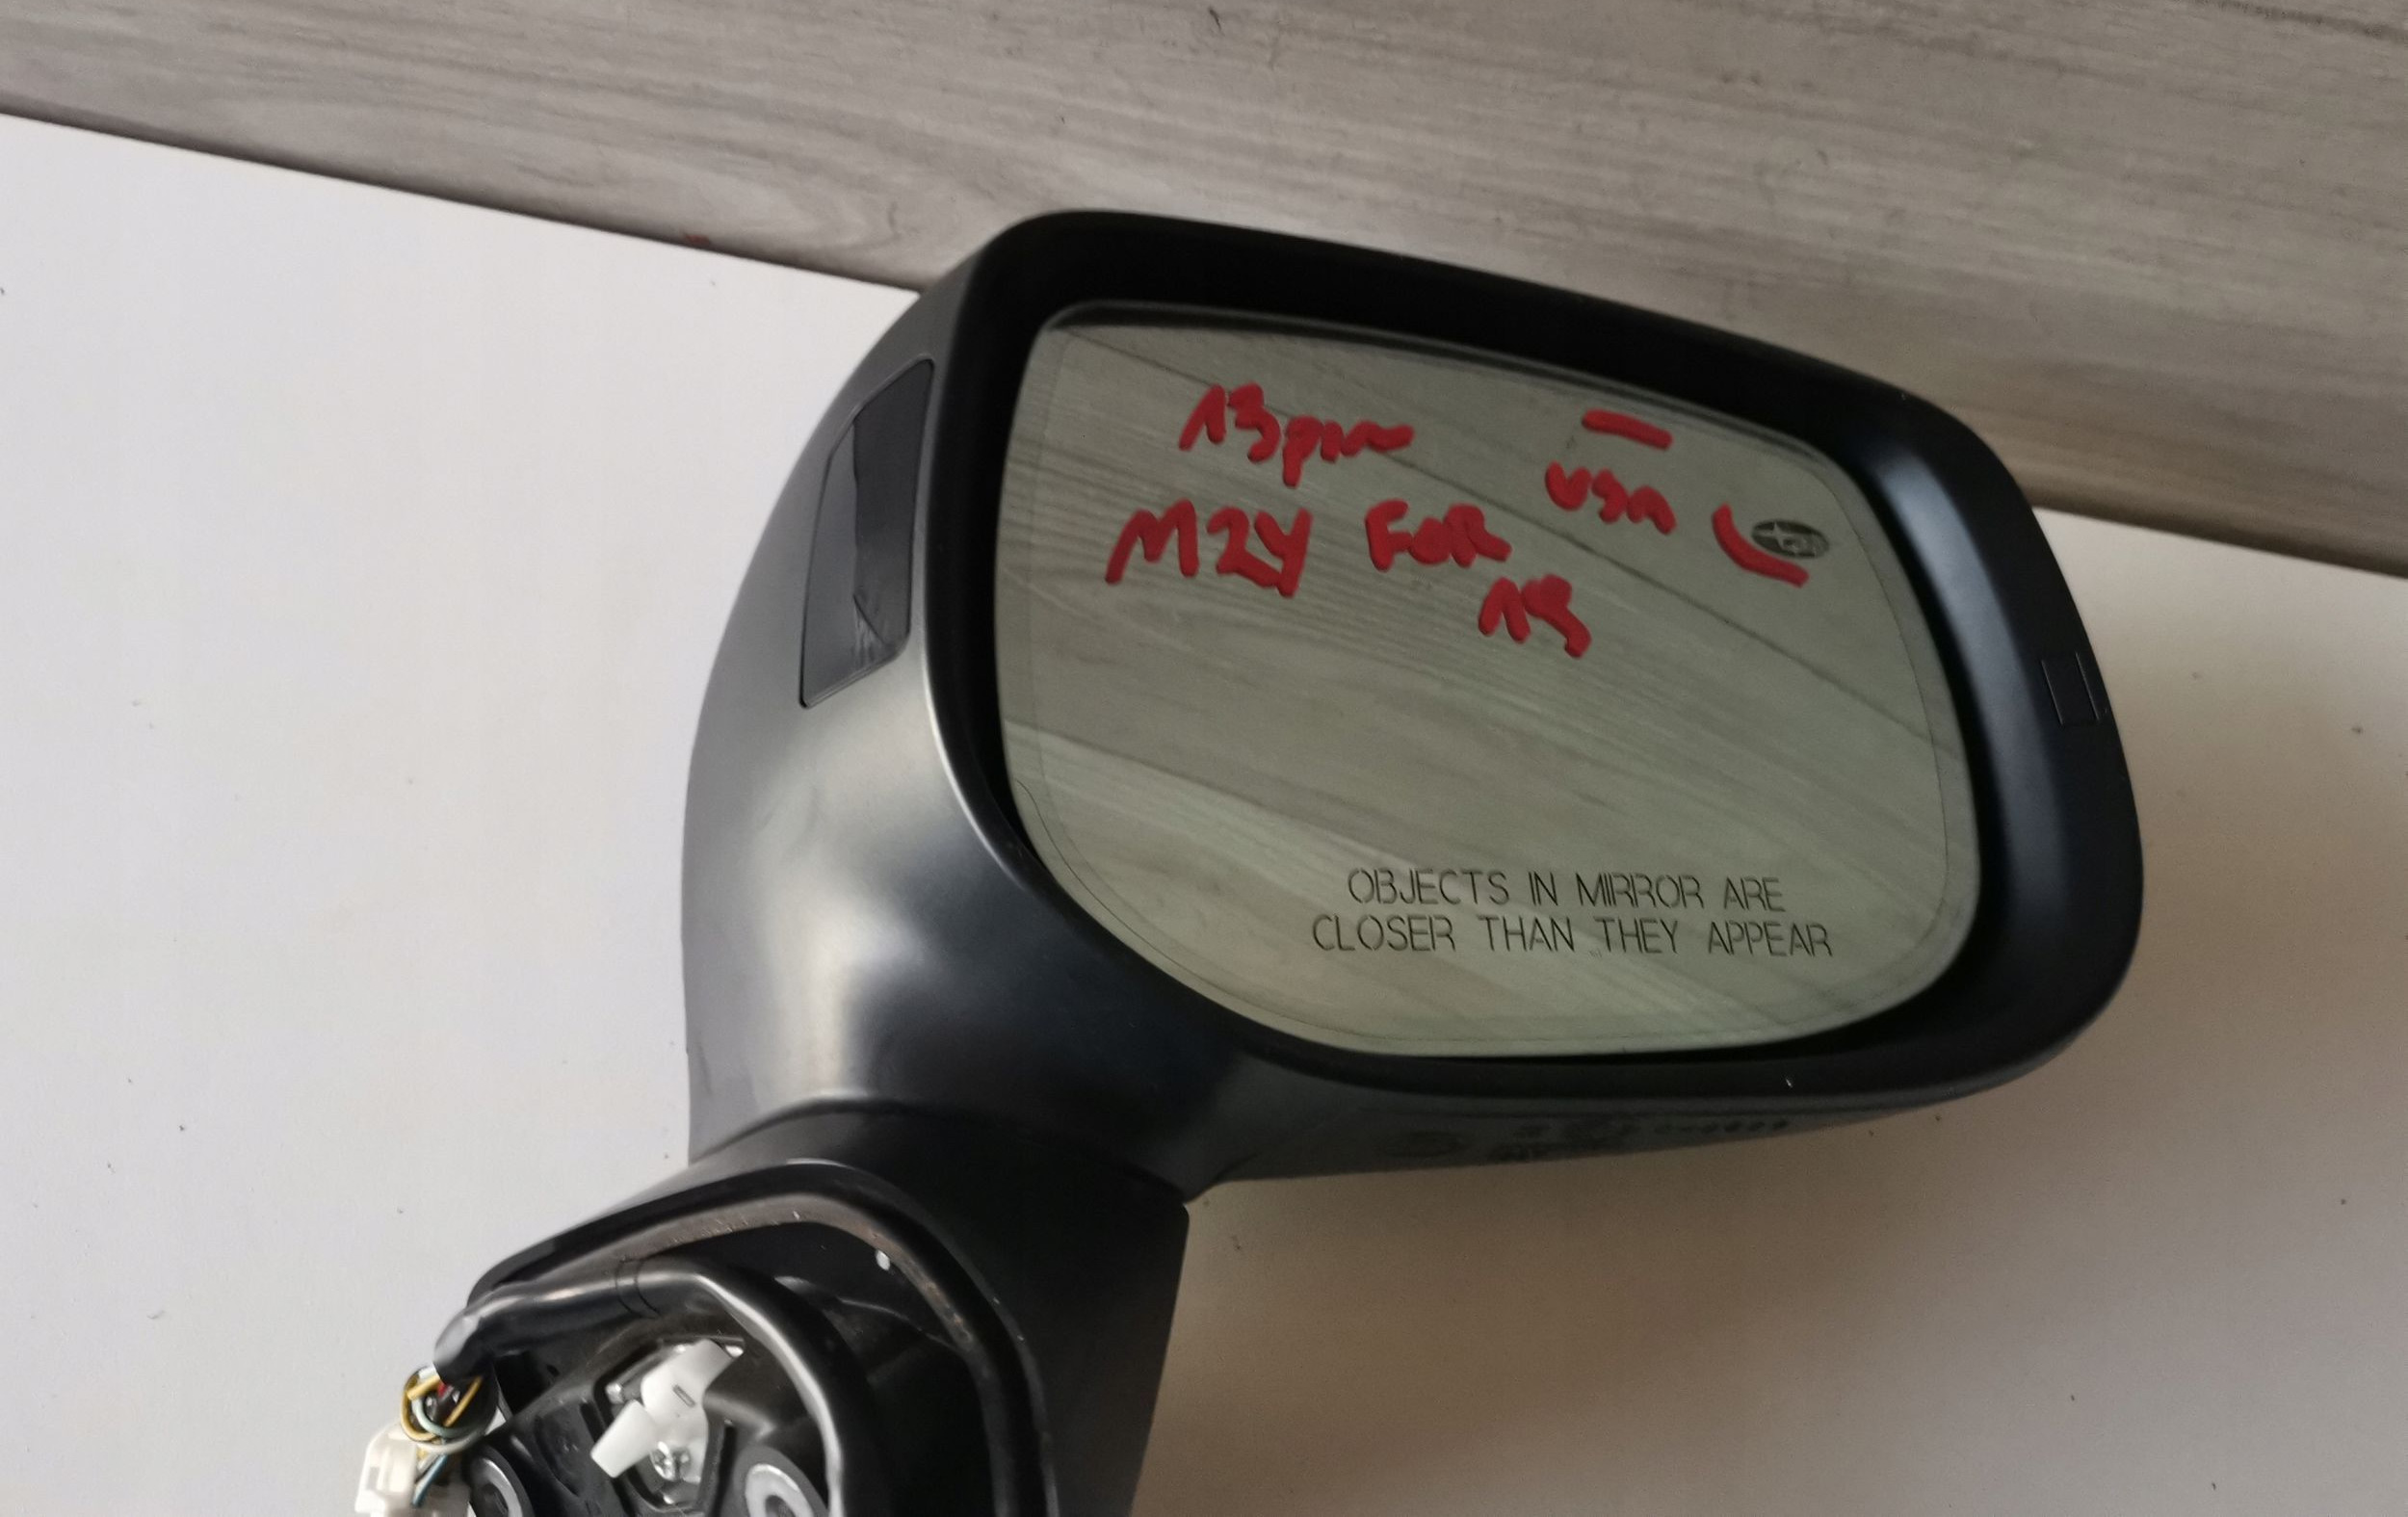 13pin
USA
M2Y FOR
19
OBJECTS IN MIRROR ARE
CLOSER THAN THEY APPEAR